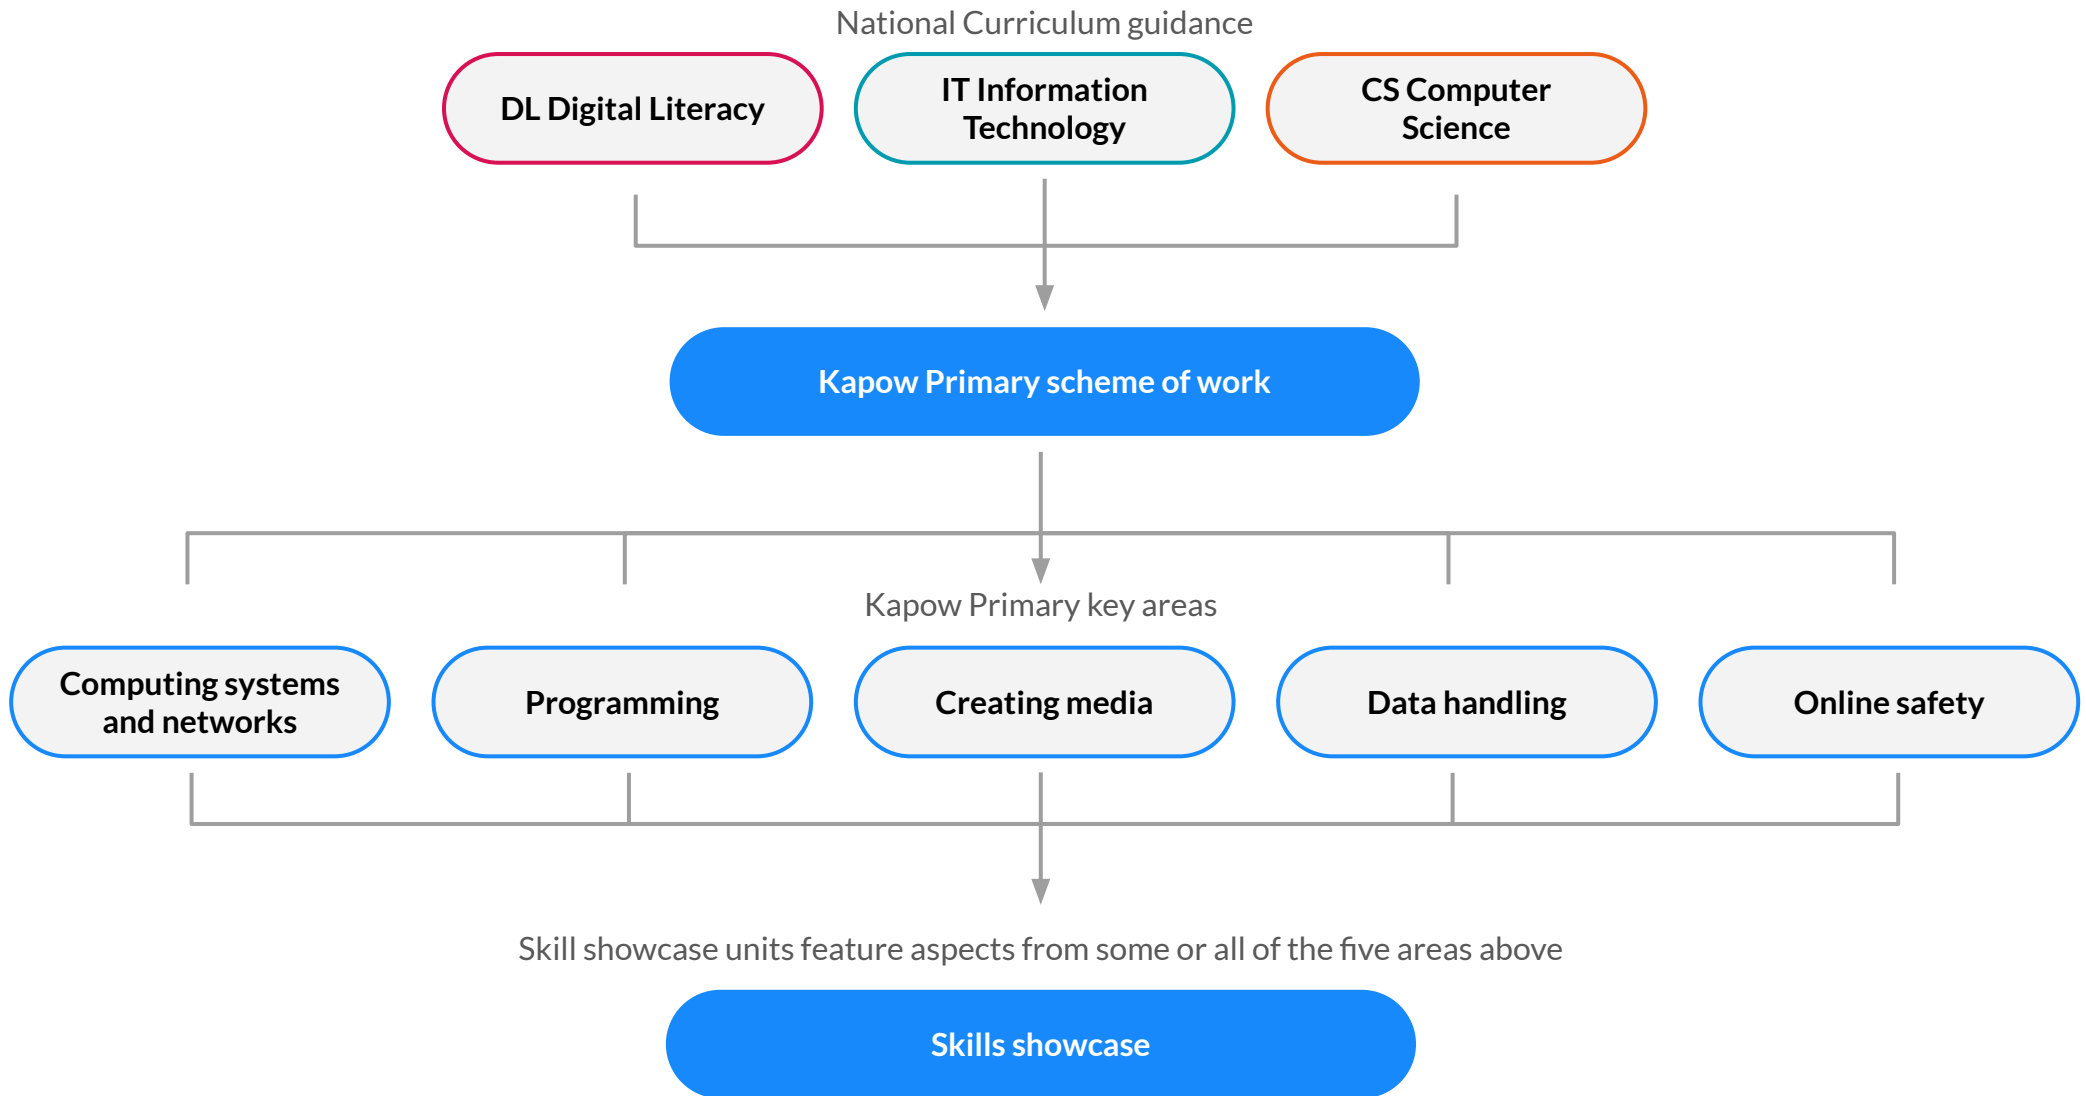 National Curriculum guidance
DL Digital Literacy
IT Information
Technology
CS Computer
Science
Kapow Primary scheme of work
Kapow Primary key areas
Computing systems
and networks
Programming
Creating media
Data handling
Online safety
Skill showcase units feature aspects from some or all of the five areas above
Skills showcase